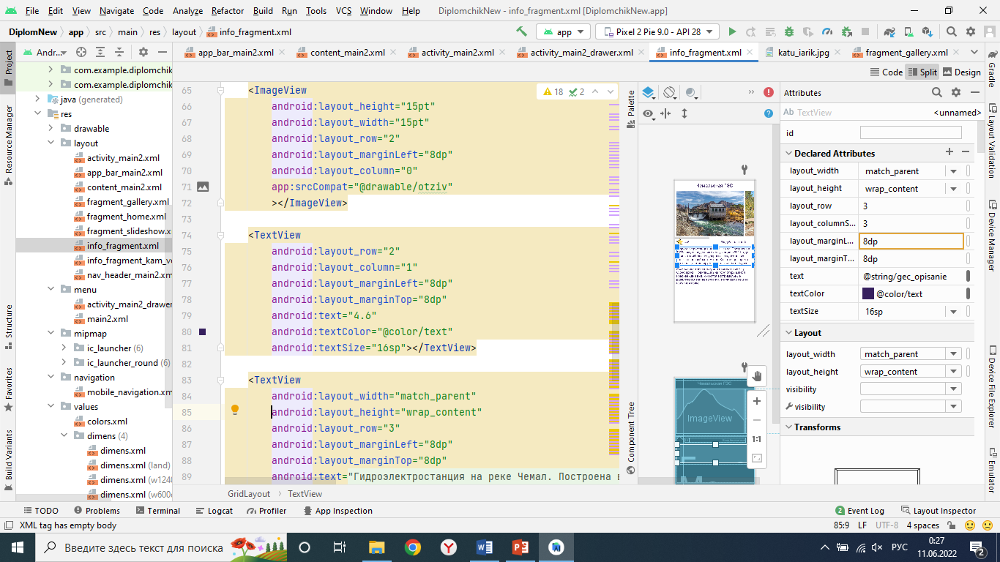 File Edit View Navigate Code Analyze Refactor Build Run Tools VCS Window Help DiplomchikNew - info_fragment.xml [DiplomchikNew.app]
DiplomNew app src main res layout info_fragment.xml app Pixel 2 Pie 9.0 - API 28
Andr... app_bar_main2.xml content_main2.xml activity_main2.xml activity_main2_drawer.xml info_fragment.xml katu_iarik.jpg fragment_gallery.xml
Code Split Design
Project
Resource Manager
Structure
Favorites
Build Variants
com.example.diplomchik
com.example.diplomchik
java (generated)
res
drawable
layout
activity_main2.xml
app_bar_main2.xml
content_main2.xml
fragment_gallery.xml
fragment_home.xml
fragment_slideshow.x
info_fragment.xml
info_fragment_kam_v
nav_header_main2.xm
menu
activity_main2_drawer
main2.xml
mipmap
ic_launcher (6)
ic_launcher_round (6)
navigation
mobile_navigation.xm
values
colors.xml
dimens (4)
dimens.xml
dimens.xml (land)
dimens.xml (w1240
dimens.xml (w600d
18 2
65 <ImageView
66 android:layout_height="15pt"
67 android:layout_width="15pt"
68 android:layout_row="2"
69 android:layout_marginLeft="8dp"
70 android:layout_column="0"
71 app:srcCompat="@drawable/otziv"
72 ></ImageView>
73
74 <TextView
75 android:layout_row="2"
76 android:layout_column="1"
77 android:layout_marginLeft="8dp"
78 android:layout_marginTop="8dp"
79 android:text="4.6"
80 android:textColor="@color/text"
81 android:textSize="16sp"></TextView>
82
83 <TextView
84 android:layout_width="match_parent"
85 android:layout_height="wrap_content"
86 android:layout_row="3"
87 android:layout_marginLeft="8dp"
88 android:layout_marginTop="8dp"
89 android:text="Гидроэлектростанция на реке Чемал. Построена в
GridLayout TextView
Palette
Component Tree
Чемальская ГЭС
Чемальская ГЭС
ImageView
1:1
Attributes
Ab TextView <unnamed>
id
Declared Attributes
layout_width match_parent
layout_height wrap_content
layout_row 3
layout_columnS... 3
layout_marginL... 8dp
layout_marginT... 8dp
text @string/gec_opisanie
textColor @color/text
textSize 16sp
Layout
layout_width match_parent
layout_height wrap_content
visibility
visibility
Transforms
Gradle
Layout Validation
Device Manager
Device File Explorer
Emulator
TODO Problems Terminal Logcat Profiler App Inspection 2 Event Log Layout Inspector
XML tag has empty body 85:9 LF UTF-8 4 spaces
Введите здесь текст для поиска РУС 0:27
11.06.2022 2